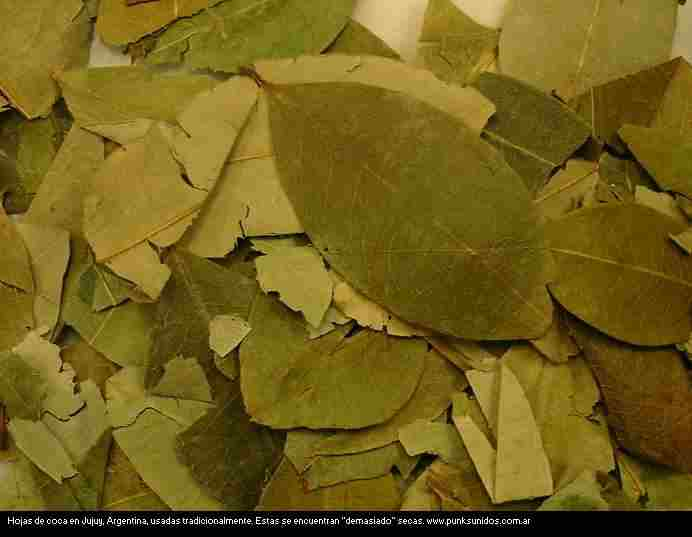 Hojas de coca en Jujuy, Argentina, usadas tradicionalmente. Estas se encuentran "demasiado" secas. www.punksunidos.com.ar